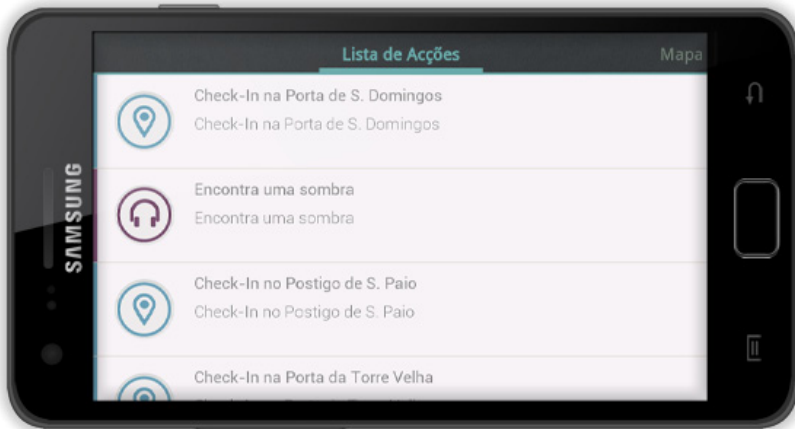 Lista de Acções
Mapa
SAMSUNG
Check-In na Porta de S. Domingos
Check-In na Porta de S. Domingos
Encontra uma sombra
Encontra uma sombra
Check-In no Postigo de S. Paio
Check-In no Postigo de S. Paio
Check-In na Porta da Torre Velha